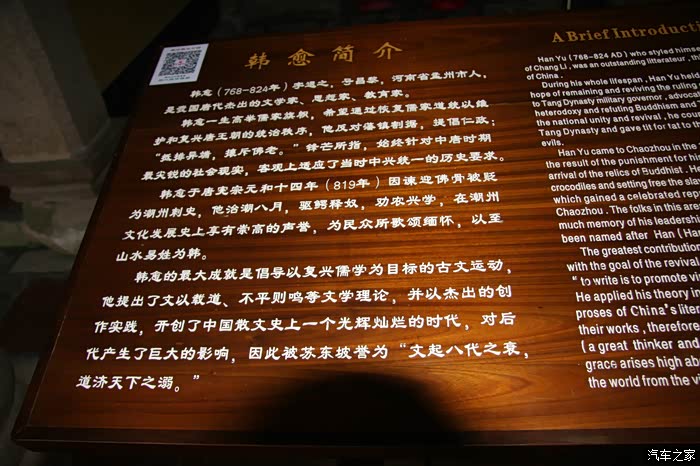 韩愈简介
韩愈(768-824年)字退之,号昌黎,河南省孟州市人,
是我国唐代杰出的文学家、思想家、教育家。
韩愈一生高举儒家旗帜,希望通过恢复儒家道统以维
护和复兴唐王朝的统治秩序,他反对藩镇割据,提倡仁政;
“抵排异端,攘斥佛老。”锋芒所指,始终针对中唐时期
最尖锐的社会现实,客观上适应了当时中兴统一的历史要求。
韩愈于唐宪宗元和十四年(819年)因谏迎佛骨被贬
为潮州刺史,他治潮八月,驱鳄释奴,劝农兴学,在潮州
文化发展史上享有崇高的声誉,为民众所歌颂缅怀,以至
山水易姓为韩。
韩愈的最大成就是倡导以复兴儒学为目标的古文运动,
他提出了文以载道、不平则鸣等文学理论,并以杰出的创
作实践,开创了中国散文史上一个光辉灿烂的时代,对后
代产生了巨大的影响,因此被苏东坡誉为“文起八代之衰,
道济天下之溺。”
A Brief Introduct
Han Yu (768-824 AD) who styled himse
of Chang Li, was an outstanding litterateur, th
of China.
During his whole lifespan, Han Yu held
hope of remaining and reviving the ruling
to Tang Dynasty military governor, advocat
heterodoxy and refuting Buddhism and
the national unity and revival, he cou
Tang Dynasty and gave tit for tat to th
evils.
Han Yu came to Chaozhou in the
the result of the punishment for
arrival of the relics of Buddhist. He
crocodiles and setting free the slav
which gained a celebrated rep
Chaozhou. The folks in this area
much memory of his leadersh
been named after Han (Han
The greatest contribution
with the goal of the revival
“to write is to promote vi
He applied his theory in
proses of China's lite
their works, therefore
(a great thinker and
grace arises high abo
the world from the v
汽车之家